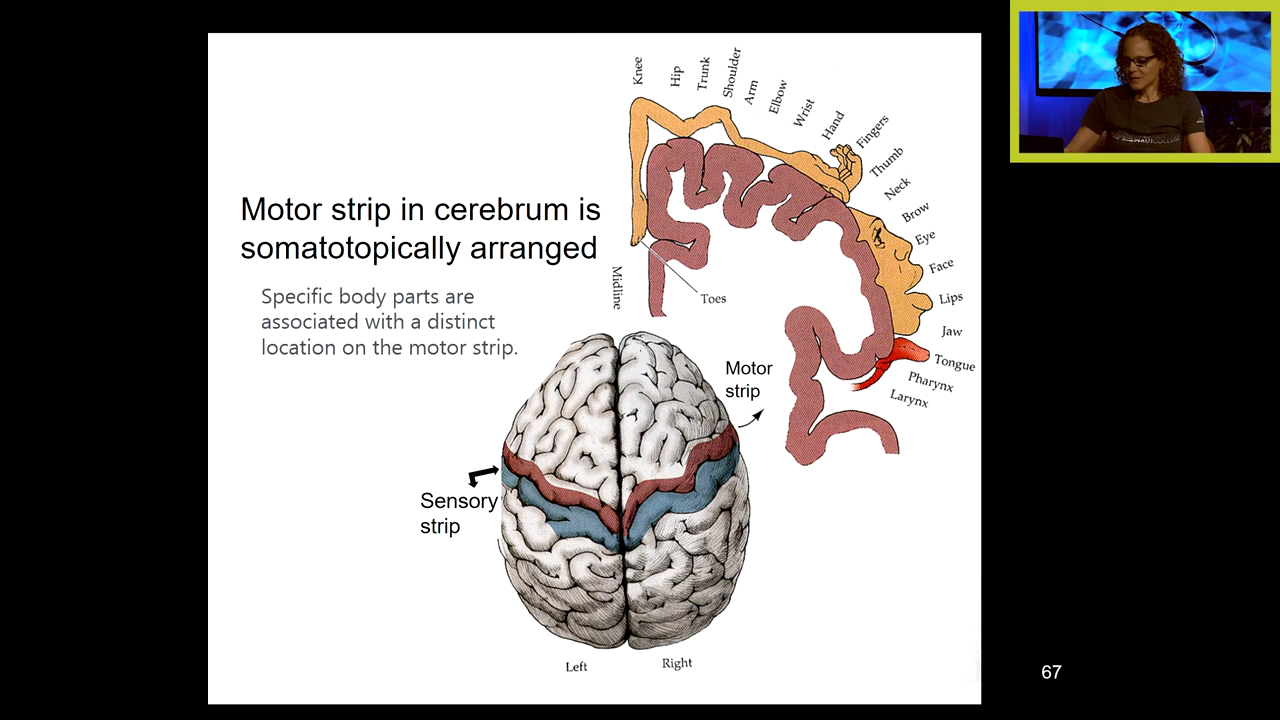 Motor strip in cerebrum is
somatotopically arranged
Specific body parts are
associated with a distinct
location on the motor strip.
Knee
Hip
Trunk
Shoulder
Arm
Elbow
Wrist
Hand
Fingers
Thumb
Neck
Brow
Eye
Face
Lips
Jaw
Tongue
Pharynx
Larynx
Midline
Toes
Motor
strip
Sensory
strip
Left
Right
67